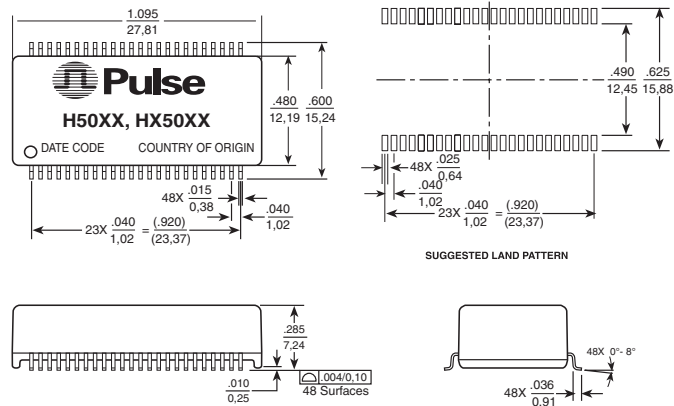 1.095
27,81
Pulse
H50XX, HX50XX
DATE CODE COUNTRY OF ORIGIN
.480
12,19
.600
15,24
48X .015
0,38
.040
1,02
23X .040 = (.920)
1,02 (23,37)
.490
12,45
.625
15,88
48X .025
0,64
.040
1,02
23X .040 = (.920)
1,02 (23,37)
SUGGESTED LAND PATTERN
.285
7,24
.010
0,25
.004/0,10
48 Surfaces
48X 0°- 8°
48X .036
0.91